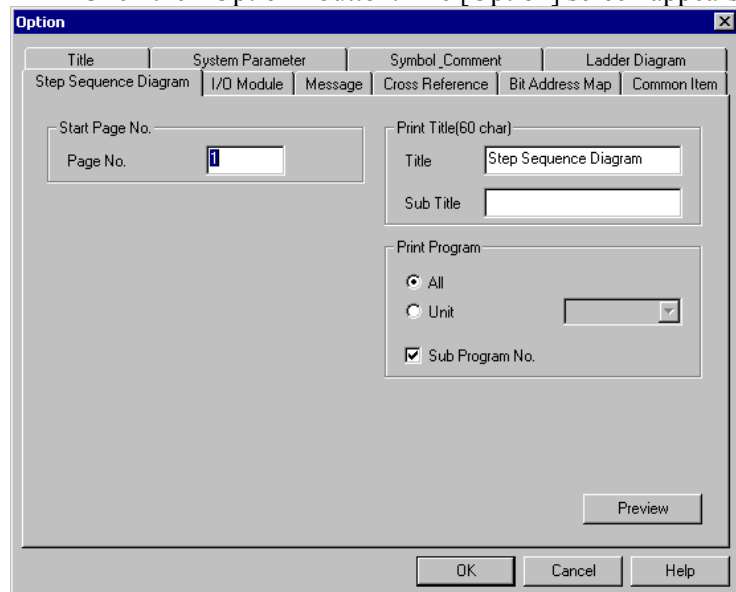 Option
Title System Parameter Symbol_Comment Ladder Diagram
Step Sequence Diagram I/O Module Message Cross Reference Bit Address Map Common Item
Start Page No.
Page No. 1
Print Title(60 char)
Title Step Sequence Diagram
Sub Title
Print Program
All
Unit
Sub Program No.
Preview
OK Cancel Help